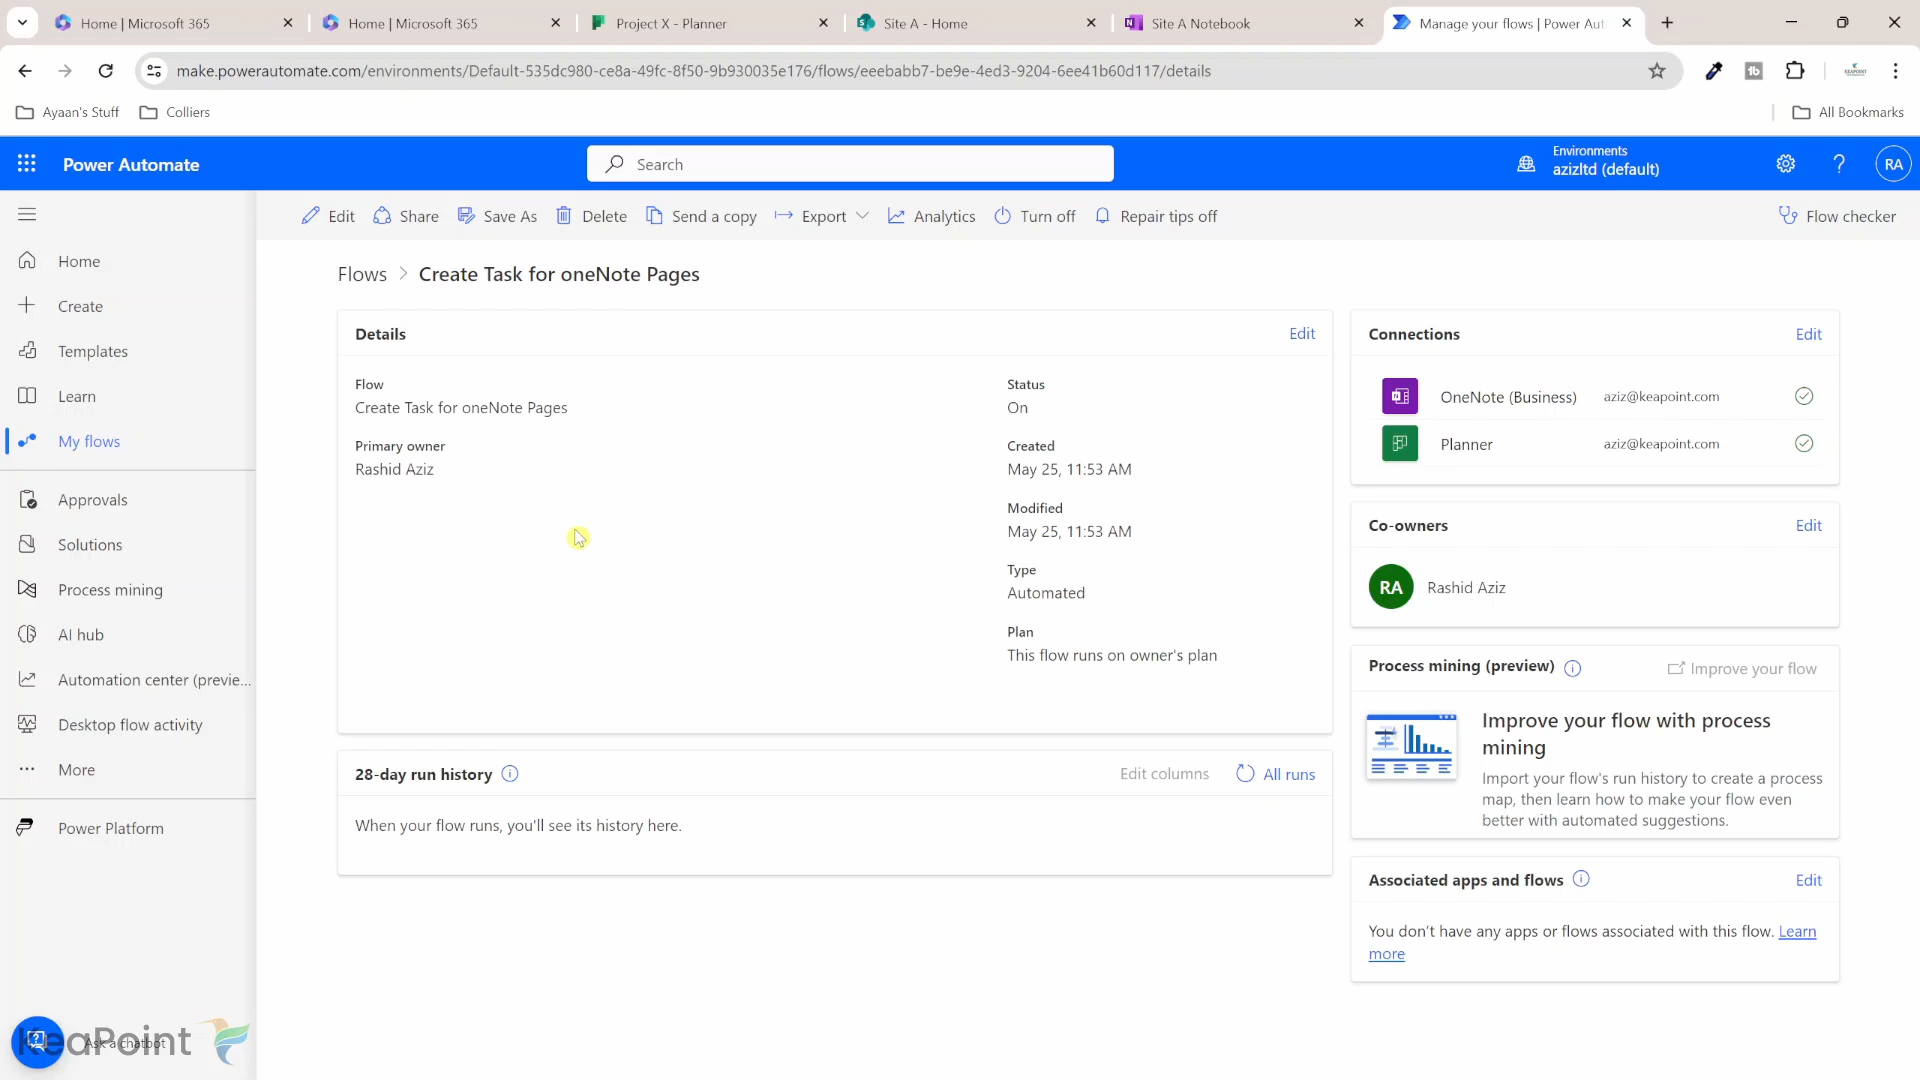 Home | Microsoft 365
Home | Microsoft 365
Project X - Planner
Site A - Home
Site A Notebook
Manage your flows | Power Aut
make.powerautomate.com/environments/Default-535dc980-ce8a-49fc-8f50-9b930035e176/flows/eeebabb7-be9e-4ed3-9204-6ee41b60d117/details
Ayaan's Stuff
Colliers
All Bookmarks
Power Automate
Search
Environments
azizltd (default)
RA
Edit
Share
Save As
Delete
Send a copy
Export
Analytics
Turn off
Repair tips off
Flow checker
Home
Create
Templates
Learn
My flows
Approvals
Solutions
Process mining
AI hub
Automation center (previe...
Desktop flow activity
More
Power Platform
Ask a chatbot
KeaPoint
Flows > Create Task for oneNote Pages
Details
Edit
Flow
Create Task for oneNote Pages
Primary owner
Rashid Aziz
Status
On
Created
May 25, 11:53 AM
Modified
May 25, 11:53 AM
Type
Automated
Plan
This flow runs on owner's plan
28-day run history
Edit columns
All runs
When your flow runs, you'll see its history here.
Connections
Edit
OneNote (Business)
aziz@keapoint.com
Planner
aziz@keapoint.com
Co-owners
Edit
RA
Rashid Aziz
Process mining (preview)
Improve your flow
Improve your flow with process
mining
Import your flow's run history to create a process
map, then learn how to make your flow even
better with automated suggestions.
Associated apps and flows
Edit
You don't have any apps or flows associated with this flow. Learn
more